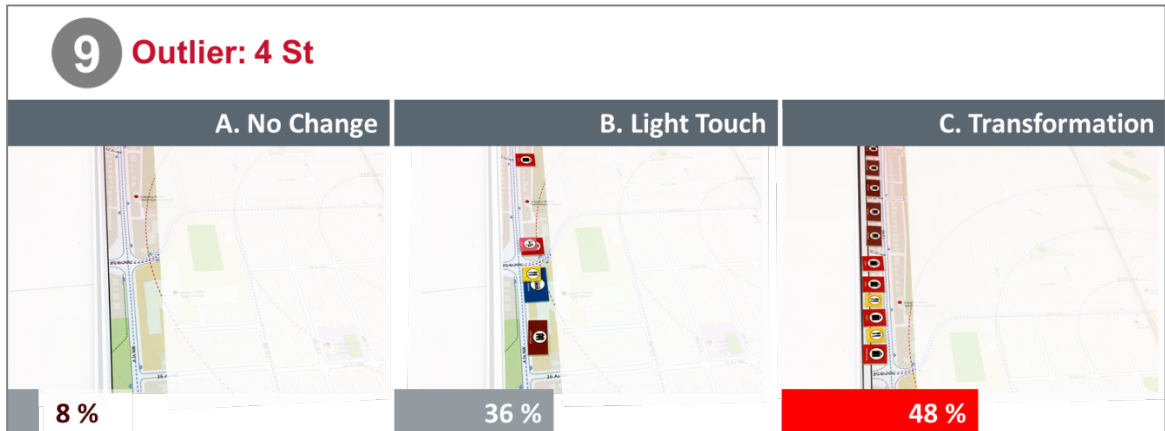 9 Outlier: 4 St
A. No Change
B. Light Touch
C. Transformation
8 %
36 %
48 %